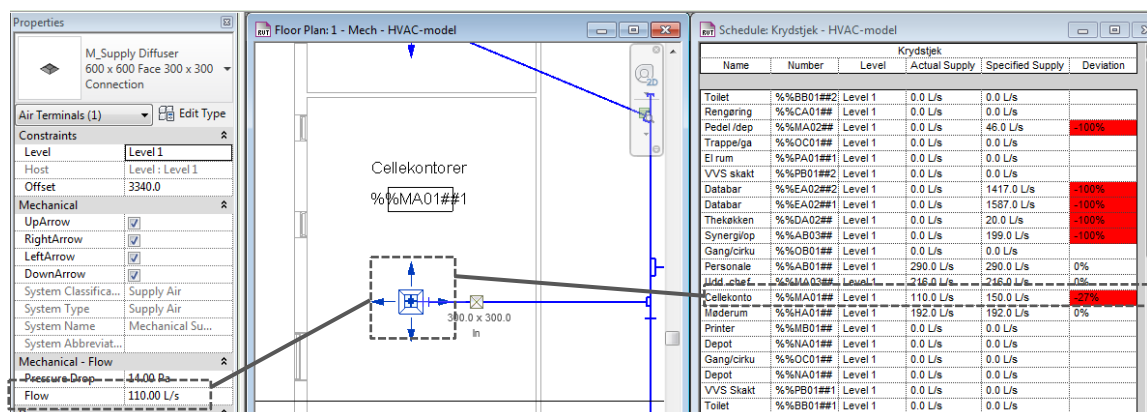 Properties
M_Supply Diffuser
600 x 600 Face 300 x 300
Connection
Air Terminals (1)
Edit Type
Constraints
Level Level 1
Host Level : Level 1
Offset 3340.0
Mechanical
UpArrow
RightArrow
LeftArrow
DownArrow
System Classifica... Supply Air
System Type Supply Air
System Name Mechanical Su...
System Abbreviat...
Mechanical - Flow
Pressure Drop 14.00 Pa
Flow 110.00 L/s
Floor Plan: 1 - Mech - HVAC-model
2D
Cellekontorer
%%MA01##1
300.0 x 300.0
In
Schedule: Krydstjek - HVAC-model
Krydstjek
Name Number Level Actual Supply Specified Supply Deviation
Toilet %%BB01##2 Level 1 0.0 L/s 0.0 L/s
Rengøring %%CA01## Level 1 0.0 L/s 0.0 L/s
Pedel /dep %%MA02## Level 1 0.0 L/s 46.0 L/s -100%
Trappe/ga %%OC01## Level 1 0.0 L/s 0.0 L/s
El rum %%PA01##1 Level 1 0.0 L/s 0.0 L/s
VVS skakt %%PB01##2 Level 1 0.0 L/s 0.0 L/s
Databar %%EA02##2 Level 1 0.0 L/s 1417.0 L/s -100%
Databar %%EA02##1 Level 1 0.0 L/s 1587.0 L/s -100%
Thekøkken %%DA02## Level 1 0.0 L/s 20.0 L/s -100%
Synergi/op %%AB03## Level 1 0.0 L/s 199.0 L/s -100%
Gang/cirku %%OB01## Level 1 0.0 L/s 0.0 L/s
Personale %%AB01## Level 1 290.0 L/s 290.0 L/s 0%
Udd. chef %%MA03## Level 1 216.0 L/s 216.0 L/s 0%
Cellekonto %%MA01## Level 1 110.0 L/s 150.0 L/s -27%
Møderum %%HA01## Level 1 192.0 L/s 192.0 L/s 0%
Printer %%MB01## Level 1 0.0 L/s 0.0 L/s
Depot %%NA01## Level 1 0.0 L/s 0.0 L/s
Gang/cirku %%OC01## Level 1 0.0 L/s 0.0 L/s
Depot %%NA01## Level 1 0.0 L/s 0.0 L/s
VVS Skakt %%PB01##1 Level 1 0.0 L/s 0.0 L/s
Toilet %%BB01##1 Level 1 0.0 L/s 0.0 L/s